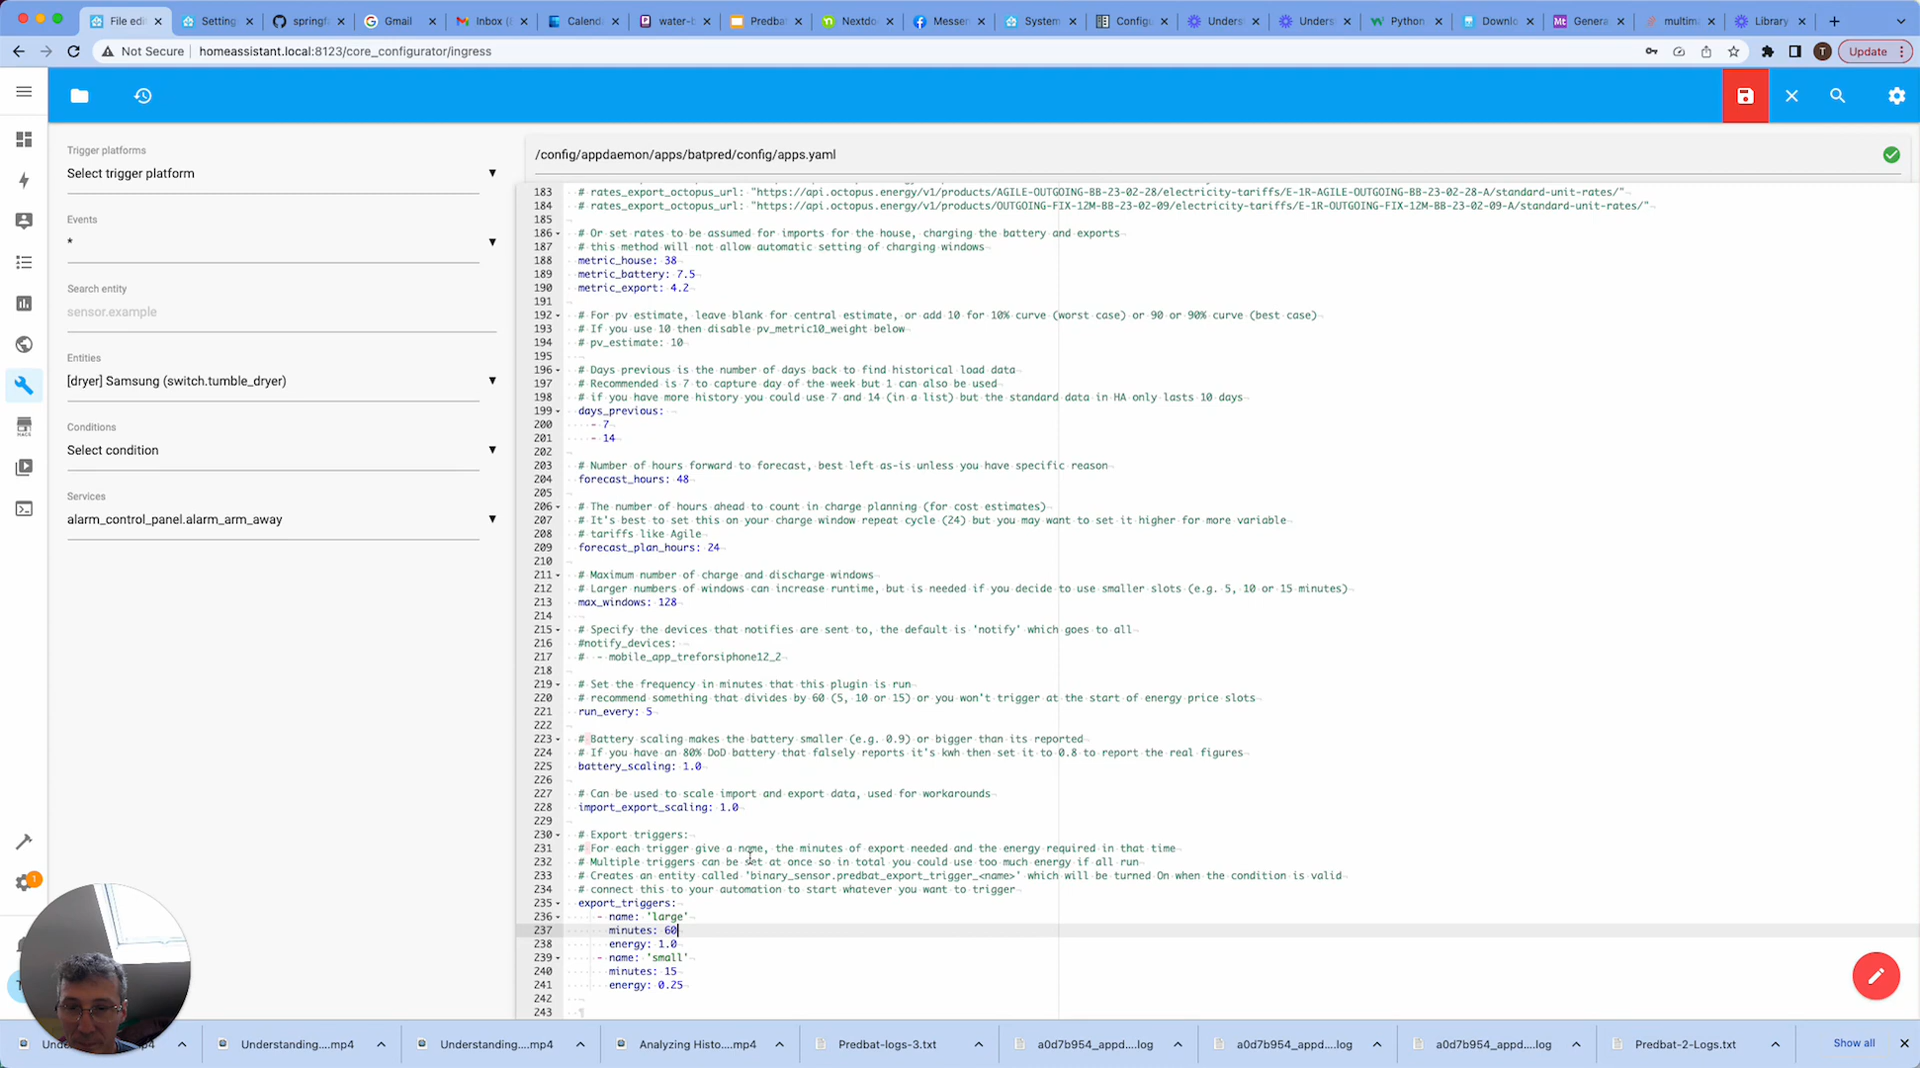 File edi
Setting
springf
Gmail
Inbox (
Calend
water-b
Predbat
Nextdo
Messen
System
Configu
Unders
Unders
Python
Downlo
Genera
multima
Library
Not Secure
homeassistant.local:8123/core_configurator/ingress
T
Update
Trigger platforms
Select trigger platform
Events
*
Search entity
sensor.example
Entities
[dryer] Samsung (switch.tumble_dryer)
Conditions
Select condition
Services
alarm_control_panel.alarm_arm_away
HACS
1
/config/appdaemon/apps/batpred/config/apps.yaml
183 # rates_export_octopus_url: "https://api.octopus.energy/v1/products/AGILE-OUTGOING-BB-23-02-28/electricity-tariffs/E-1R-AGILE-OUTGOING-BB-23-02-28-A/standard-unit-rates/"
184 # rates_export_octopus_url: "https://api.octopus.energy/v1/products/OUTGOING-FIX-12M-BB-23-02-09/electricity-tariffs/E-1R-OUTGOING-FIX-12M-BB-23-02-09-A/standard-unit-rates/"
185
186 # Or set rates to be assumed for imports for the house, charging the battery and exports
187 # this method will not allow automatic setting of charging windows
188 metric_house: 38
189 metric_battery: 7.5
190 metric_export: 4.2
191
192 # For pv estimate, leave blank for central estimate, or add 10 for 10% curve (worst case) or 90 or 90% curve (best case)
193 # If you use 10 then disable pv_metric10_weight below
194 # pv_estimate: 10
195
196 # Days previous is the number of days back to find historical load data
197 # Recommended is 7 to capture day of the week but 1 can also be used
198 # if you have more history you could use 7 and 14 (in a list) but the standard data in HA only lasts 10 days
199 days_previous:
200 - 7
201 - 14
202
203 # Number of hours forward to forecast, best left as-is unless you have specific reason
204 forecast_hours: 48
205
206 # The number of hours ahead to count in charge planning (for cost estimates)
207 # It's best to set this on your charge window repeat cycle (24) but you may want to set it higher for more variable
208 # tariffs like Agile
209 forecast_plan_hours: 24
210
211 # Maximum number of charge and discharge windows
212 # Larger numbers of windows can increase runtime, but is needed if you decide to use smaller slots (e.g. 5, 10 or 15 minutes)
213 max_windows: 128
214
215 # Specify the devices that notifies are sent to, the default is 'notify' which goes to all
216 #notify_devices:
217 # - mobile_app_treforsiphone12_2
218
219 # Set the frequency in minutes that this plugin is run
220 # recommend something that divides by 60 (5, 10 or 15) or you won't trigger at the start of energy price slots
221 run_every: 5
222
223 # Battery scaling makes the battery smaller (e.g. 0.9) or bigger than its reported
224 # If you have an 80% DoD battery that falsely reports it's kwh then set it to 0.8 to report the real figures
225 battery_scaling: 1.0
226
227 # Can be used to scale import and export data, used for workarounds
228 import_export_scaling: 1.0
229
230 # Export triggers:
231 # For each trigger give a name, the minutes of export needed and the energy required in that time
232 # Multiple triggers can be set at once so in total you could use too much energy if all run
233 # Creates an entity called 'binary_sensor.predbat_export_trigger_<name>' which will be turned On when the condition is valid
234 # connect this to your automation to start whatever you want to trigger
235 export_triggers:
236 - name: 'large'
237 minutes: 60
238 energy: 1.0
239 - name: 'small'
240 minutes: 15
241 energy: 0.25
242
243
Understanding....mp4
Understanding....mp4
Analyzing Histo....mp4
Predbat-logs-3.txt
a0d7b954_appd....log
a0d7b954_appd....log
a0d7b954_appd....log
Predbat-2-Logs.txt
Show all